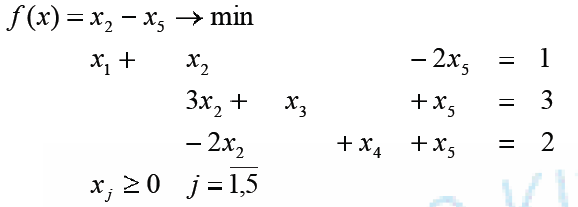 f(x) = x₂ − x₅ → min
x₁ + x₂ − 2x₅ = 1
3x₂ + x₃ + x₅ = 3
− 2x₂ + x₄ + x₅ = 2
xⱼ ≥ 0 j = 1,5